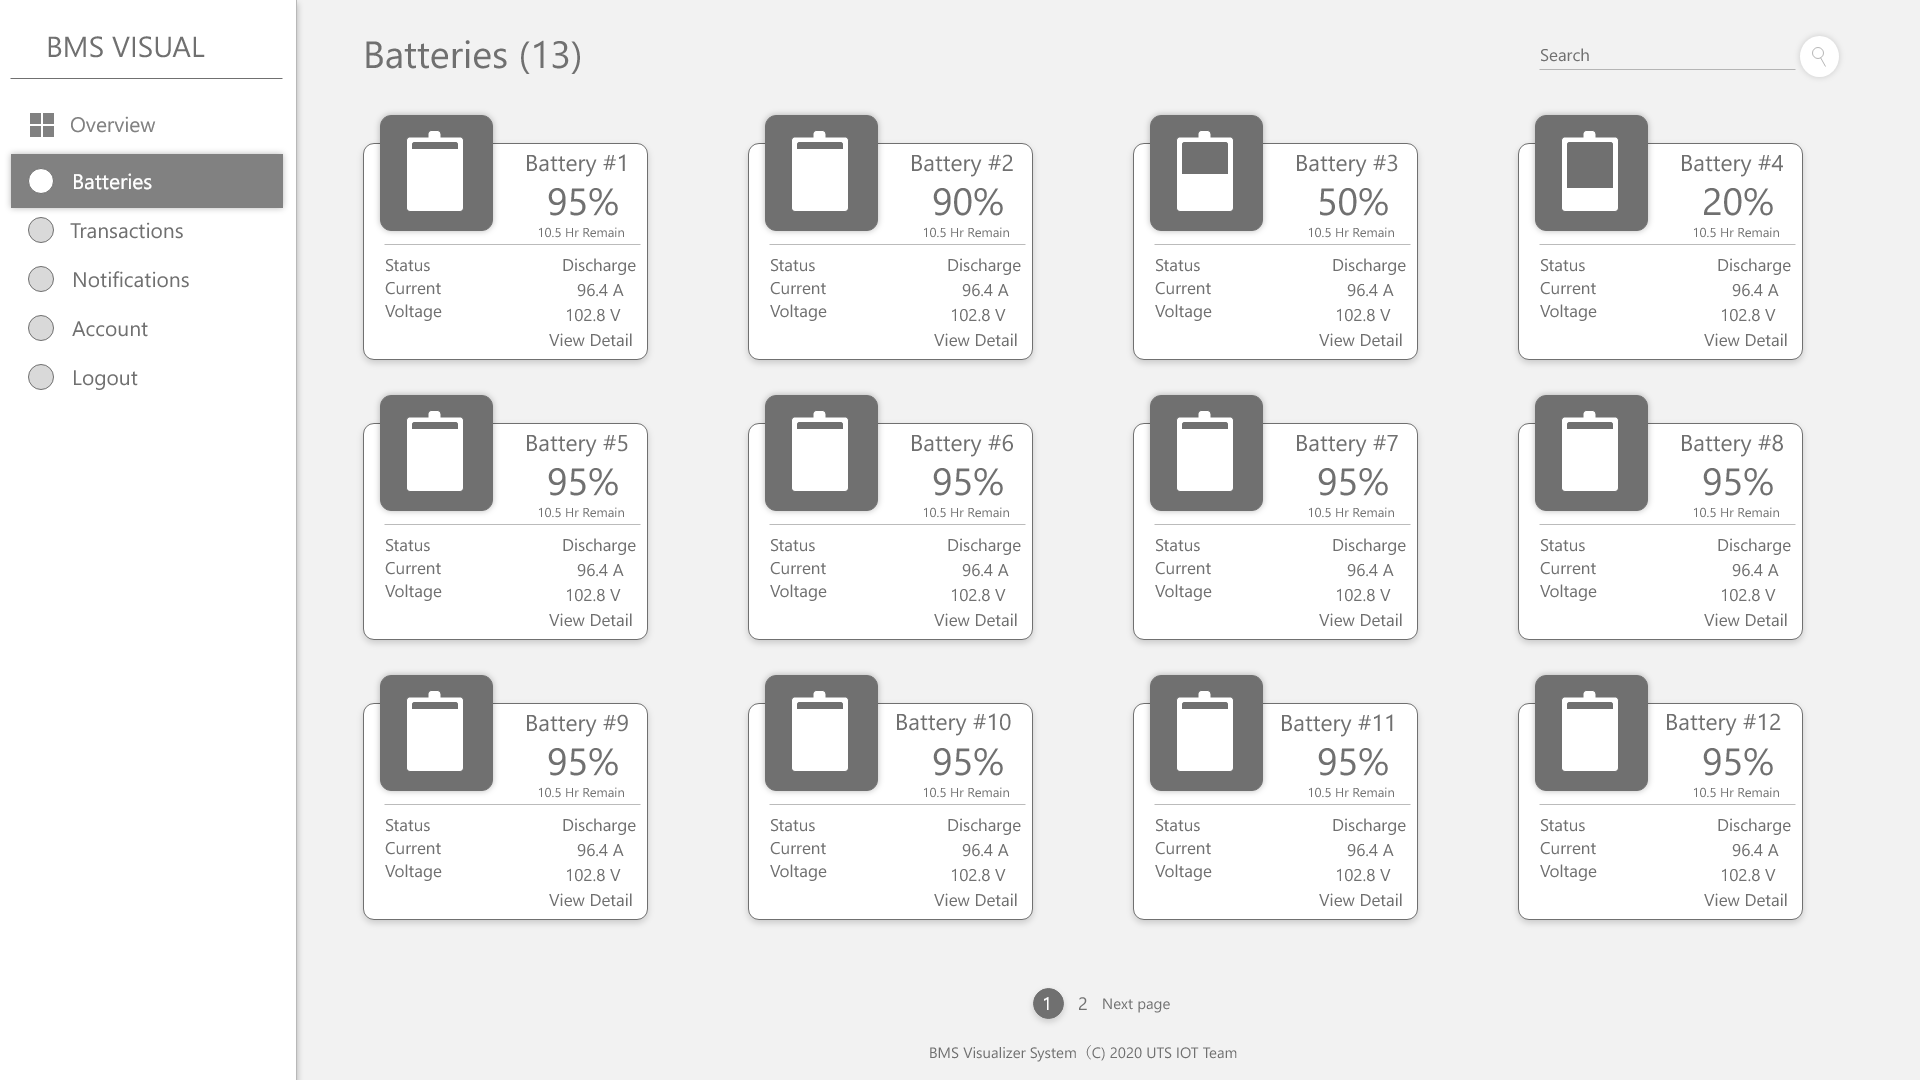 BMS VISUAL
Overview
Batteries
Transactions
Notifications
Account
Logout
Batteries (13)
Search
Battery #1
95%
10.5 Hr Remain
Status Discharge
Current 96.4 A
Voltage 102.8 V
View Detail
Battery #2
90%
10.5 Hr Remain
Status Discharge
Current 96.4 A
Voltage 102.8 V
View Detail
Battery #3
50%
10.5 Hr Remain
Status Discharge
Current 96.4 A
Voltage 102.8 V
View Detail
Battery #4
20%
10.5 Hr Remain
Status Discharge
Current 96.4 A
Voltage 102.8 V
View Detail
Battery #5
95%
10.5 Hr Remain
Status Discharge
Current 96.4 A
Voltage 102.8 V
View Detail
Battery #6
95%
10.5 Hr Remain
Status Discharge
Current 96.4 A
Voltage 102.8 V
View Detail
Battery #7
95%
10.5 Hr Remain
Status Discharge
Current 96.4 A
Voltage 102.8 V
View Detail
Battery #8
95%
10.5 Hr Remain
Status Discharge
Current 96.4 A
Voltage 102.8 V
View Detail
Battery #9
95%
10.5 Hr Remain
Status Discharge
Current 96.4 A
Voltage 102.8 V
View Detail
Battery #10
95%
10.5 Hr Remain
Status Discharge
Current 96.4 A
Voltage 102.8 V
View Detail
Battery #11
95%
10.5 Hr Remain
Status Discharge
Current 96.4 A
Voltage 102.8 V
View Detail
Battery #12
95%
10.5 Hr Remain
Status Discharge
Current 96.4 A
Voltage 102.8 V
View Detail
1 2 Next page
BMS Visualizer System（C) 2020 UTS IOT Team